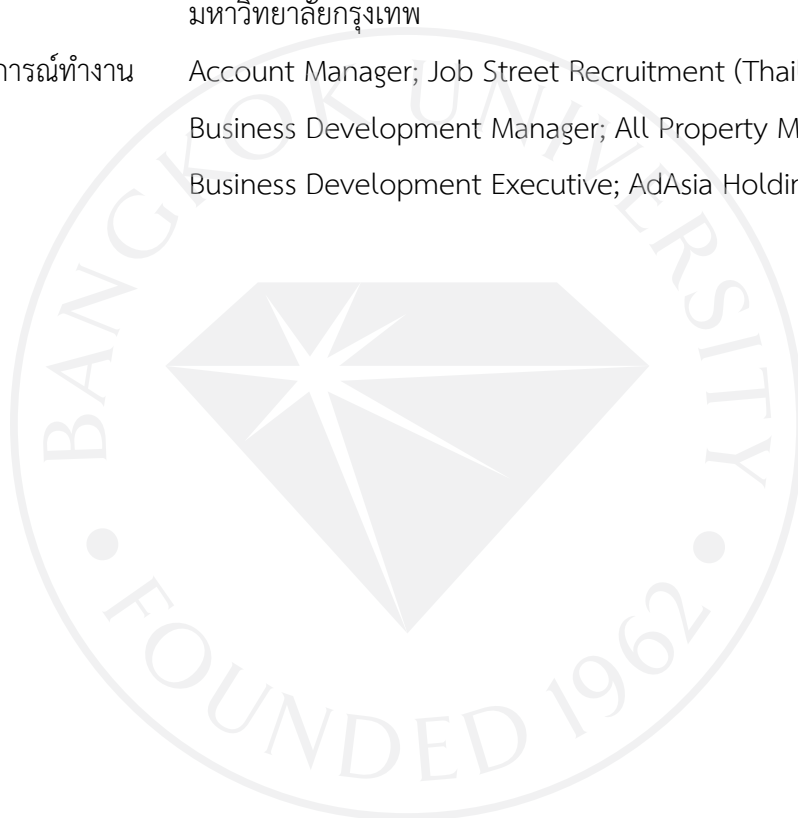 มหาวิทยาลัยกรุงเทพ
การณ์ทำงาน Account Manager; Job Street Recruitment (Thai
Business Development Manager; All Property M
Business Development Executive; AdAsia Holdin
BANGKOK UNIVERSITY
FOUNDED 1962